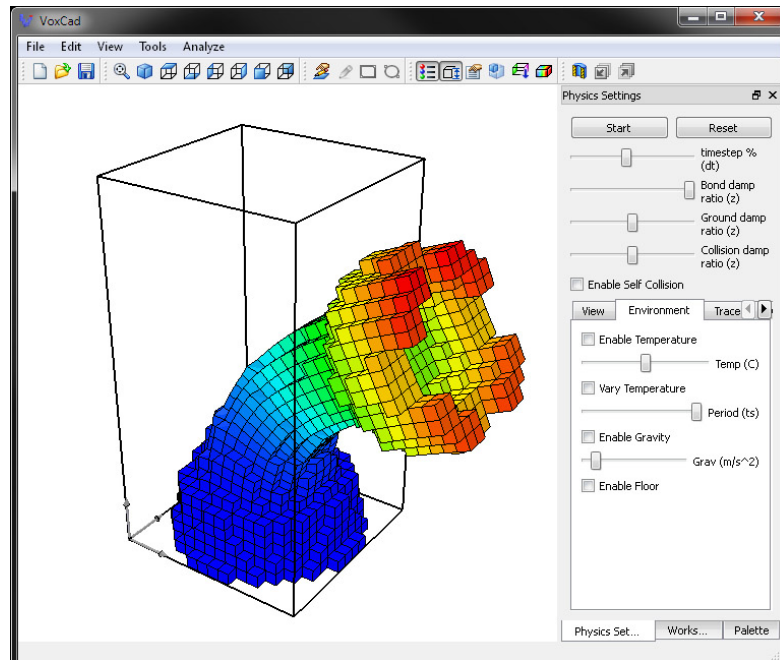 VoxCad
File Edit View Tools Analyze
Physics Settings
Start Reset
timestep %
(dt)
Bond damp
ratio (z)
Ground damp
ratio (z)
Collision damp
ratio (z)
Enable Self Collision
View Environment Trace
Enable Temperature
Temp (C)
Vary Temperature
Period (ts)
Enable Gravity
Grav (m/s^2)
Enable Floor
Physics Set... Works... Palette